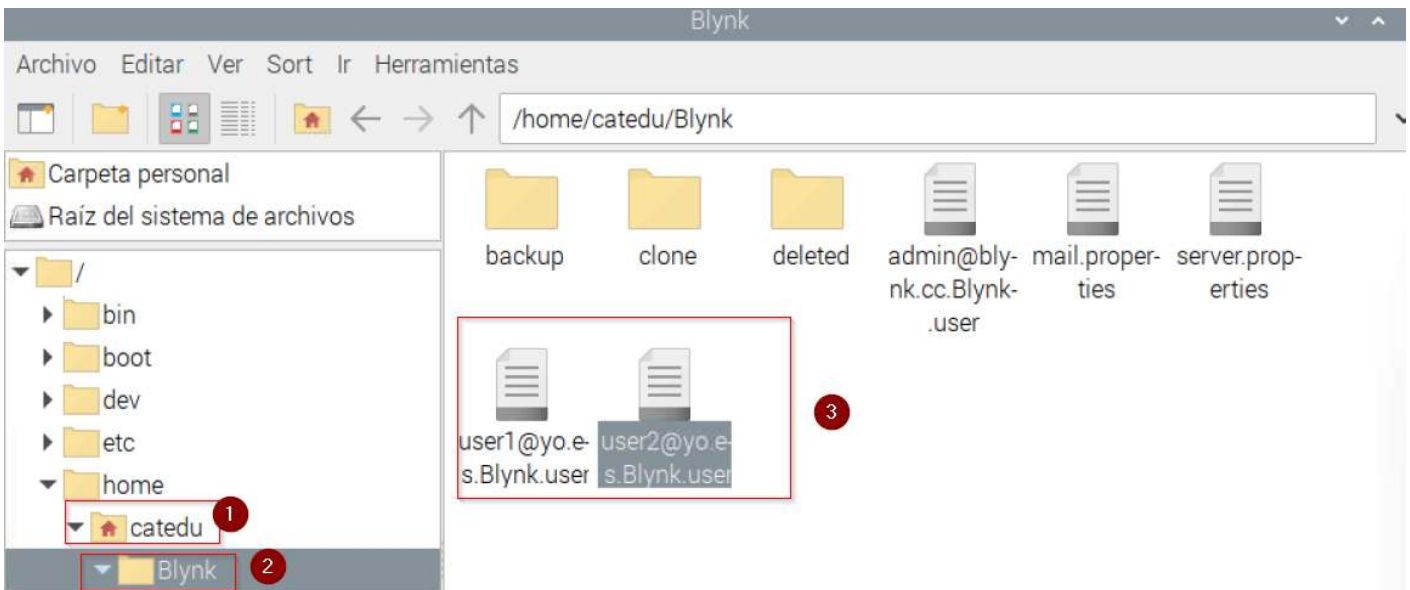 Blynk
Archivo Editar Ver Sort Ir Herramientas
/home/catedu/Blynk
Carpeta personal
Raíz del sistema de archivos
/
bin
boot
dev
etc
home
catedu
1
Blynk
2
backup
clone
deleted
admin@bly-
nk.cc.Blynk-
.user
mail.proper-
ties
server.prop-
erties
user1@yo.e-
s.Blynk.user
user2@yo.e-
s.Blynk.user
3